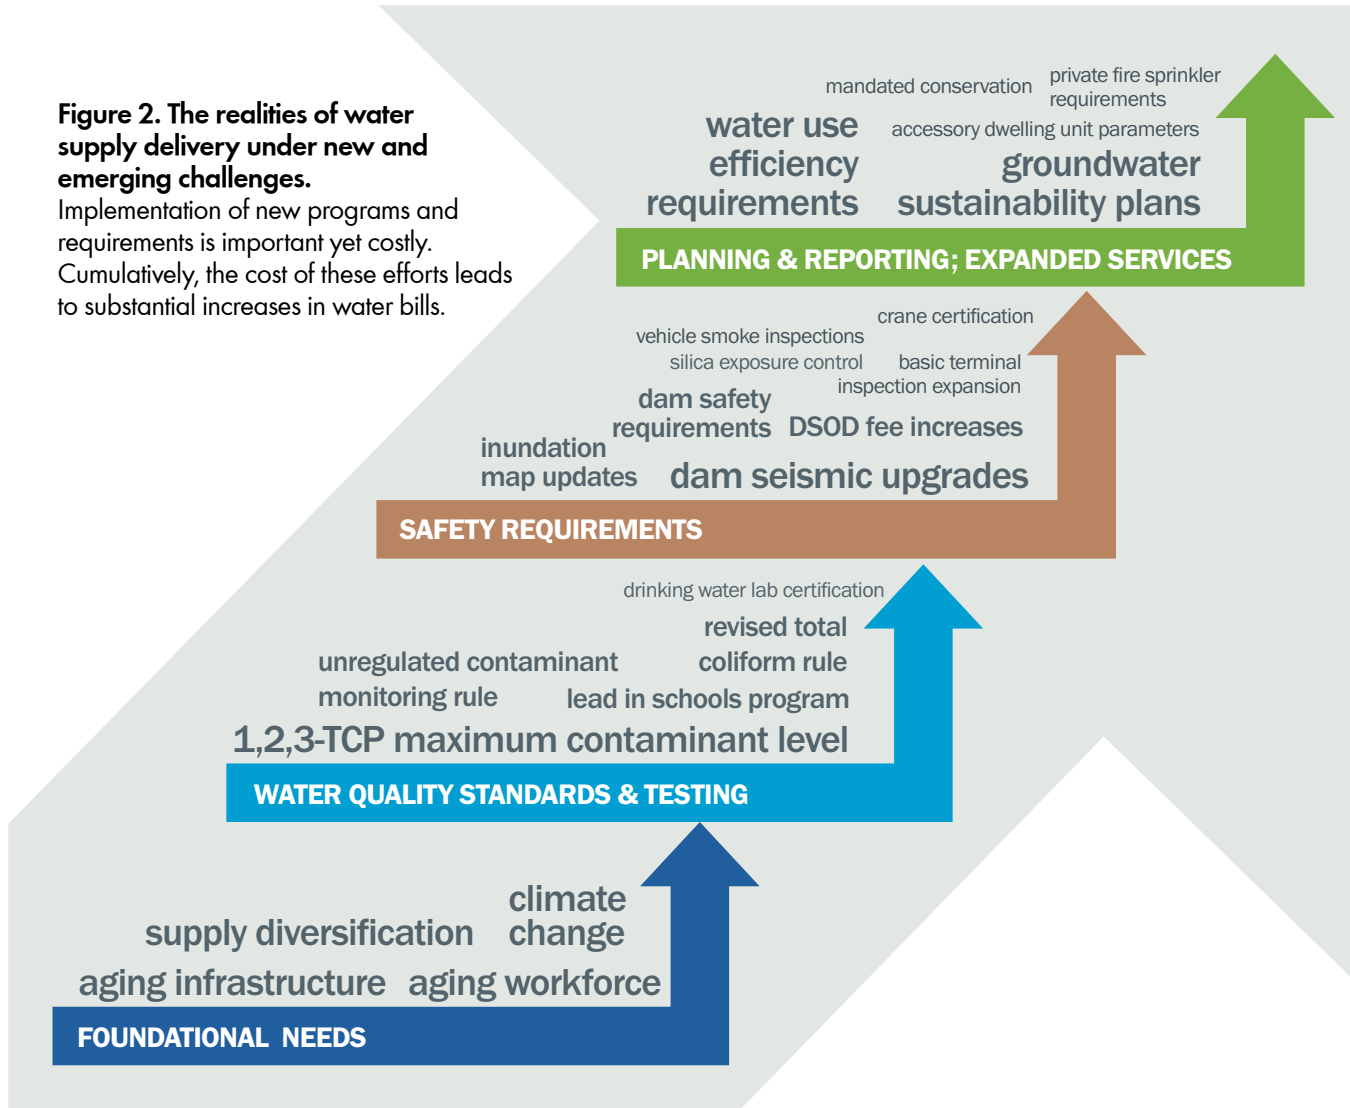 Figure 2. The realities of water
supply delivery under new and
emerging challenges.
Implementation of new programs and
requirements is important yet costly.
Cumulatively, the cost of these efforts leads
to substantial increases in water bills.
mandated conservation
private fire sprinkler
requirements
water use
efficiency
requirements
accessory dwelling unit parameters
groundwater
sustainability plans
PLANNING & REPORTING; EXPANDED SERVICES
crane certification
vehicle smoke inspections
silica exposure control
basic terminal
inspection expansion
dam safety
requirements
DSOD fee increases
inundation
map updates
dam seismic upgrades
SAFETY REQUIREMENTS
drinking water lab certification
revised total
coliform rule
unregulated contaminant
monitoring rule
lead in schools program
1,2,3-TCP maximum contaminant level
WATER QUALITY STANDARDS & TESTING
climate
change
supply diversification
aging infrastructure
aging workforce
FOUNDATIONAL NEEDS